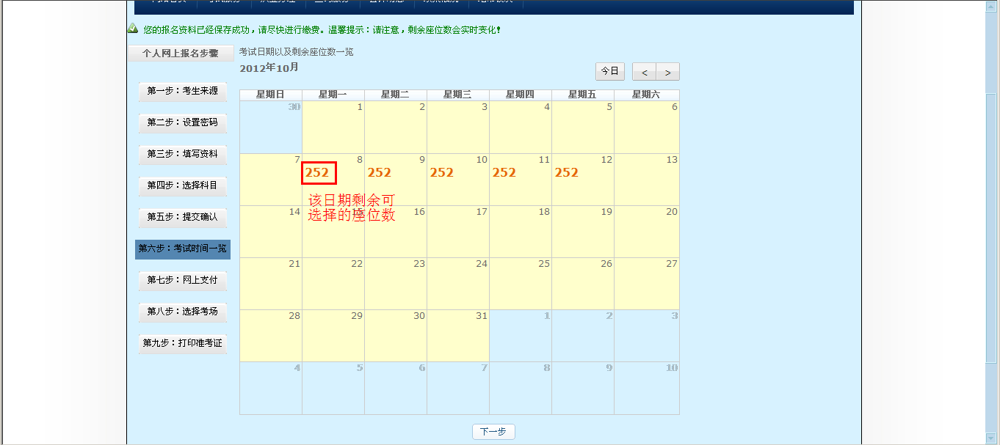 您的报名资料已经保存成功，请尽快进行缴费。温馨提示：请注意，剩余座位数会实时变化！
个人网上报名步骤
第一步：考生来源
第二步：设置密码
第三步：填写资料
第四步：选择科目
第五步：提交确认
第六步：考试时间一览
第七步：网上支付
第八步：选择考场
第九步：打印准考证
考试日期以及剩余座位数一览
2012年10月
今日 < >
星期日 星期一 星期二 星期三 星期四 星期五 星期六
30 1 2 3 4 5 6
7 8 9 10 11 12 13
252 252 252 252 252
该日期剩余可
选择的座位数
14 15 16 17 18 19 20
21 22 23 24 25 26 27
28 29 30 31 1 2 3
4 5 6 7 8 9 10
下一步